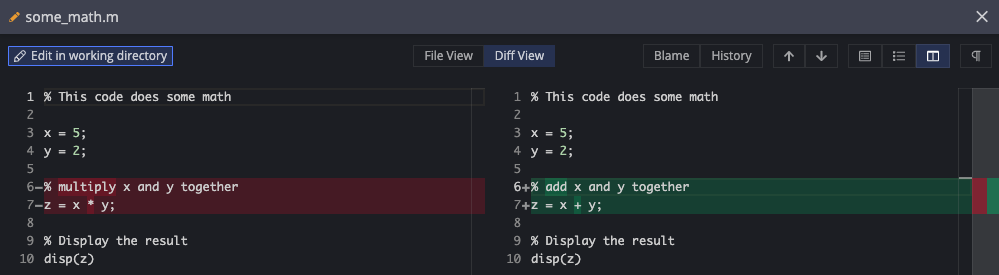 some_math.m
Edit in working directory
File View
Diff View
Blame
History
1 % This code does some math
2
3 x = 5;
4 y = 2;
5
6-% multiply x and y together
7-z = x * y;
8
9 % Display the result
10 disp(z)
1 % This code does some math
2
3 x = 5;
4 y = 2;
5
6+% add x and y together
7+z = x + y;
8
9 % Display the result
10 disp(z)